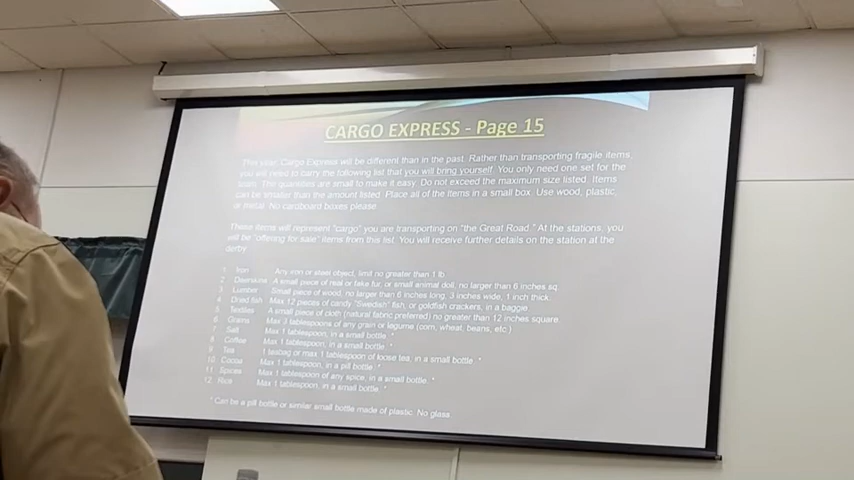 CARGO EXPRESS - Page 15
This year Cargo Express will be different than in the past. Rather than transporting fragile items,
you will need to carry the following list that you will bring yourself. You only need one set for the
team. The quantities are small to make it easy. Do not exceed the maximum size listed. Items
can be smaller than the amount listed. Place all of the items in a small box. Use wood, plastic,
or metal. No cardboard boxes please.
These items will represent "cargo" you are transporting on "the Great Road." At the stations, you
will be "offering for sale" items from this list. You will receive further details on the station at the
derby.
1. Iron Any iron or steel object, limit no greater than 1 lb.
2. Deerskins A small piece of real or fake fur, or small animal doll, no larger than 6 inches sq.
3. Lumber Small piece of wood, no larger than 6 inches long, 3 inches wide, 1 inch thick.
4. Dried fish Max 12 pieces of candy "Swedish" fish, or goldfish crackers, in a baggie.
5. Textiles A small piece of cloth (natural fabric preferred) no greater than 12 inches square.
6. Grains Max 3 tablespoons of any grain or legume (corn, wheat, beans, etc.)
7. Salt Max 1 tablespoon, in a small bottle. *
8. Coffee Max 1 tablespoon, in a small bottle. *
9. Tea 1 teabag or max 1 tablespoon of loose tea, in a small bottle. *
10. Cocoa Max 1 tablespoon, in a pill bottle. *
11. Spices Max 1 tablespoon of any spice, in a small bottle. *
12. Rice Max 1 tablespoon, in a small bottle. *
* Can be a pill bottle or similar small bottle made of plastic. No glass.